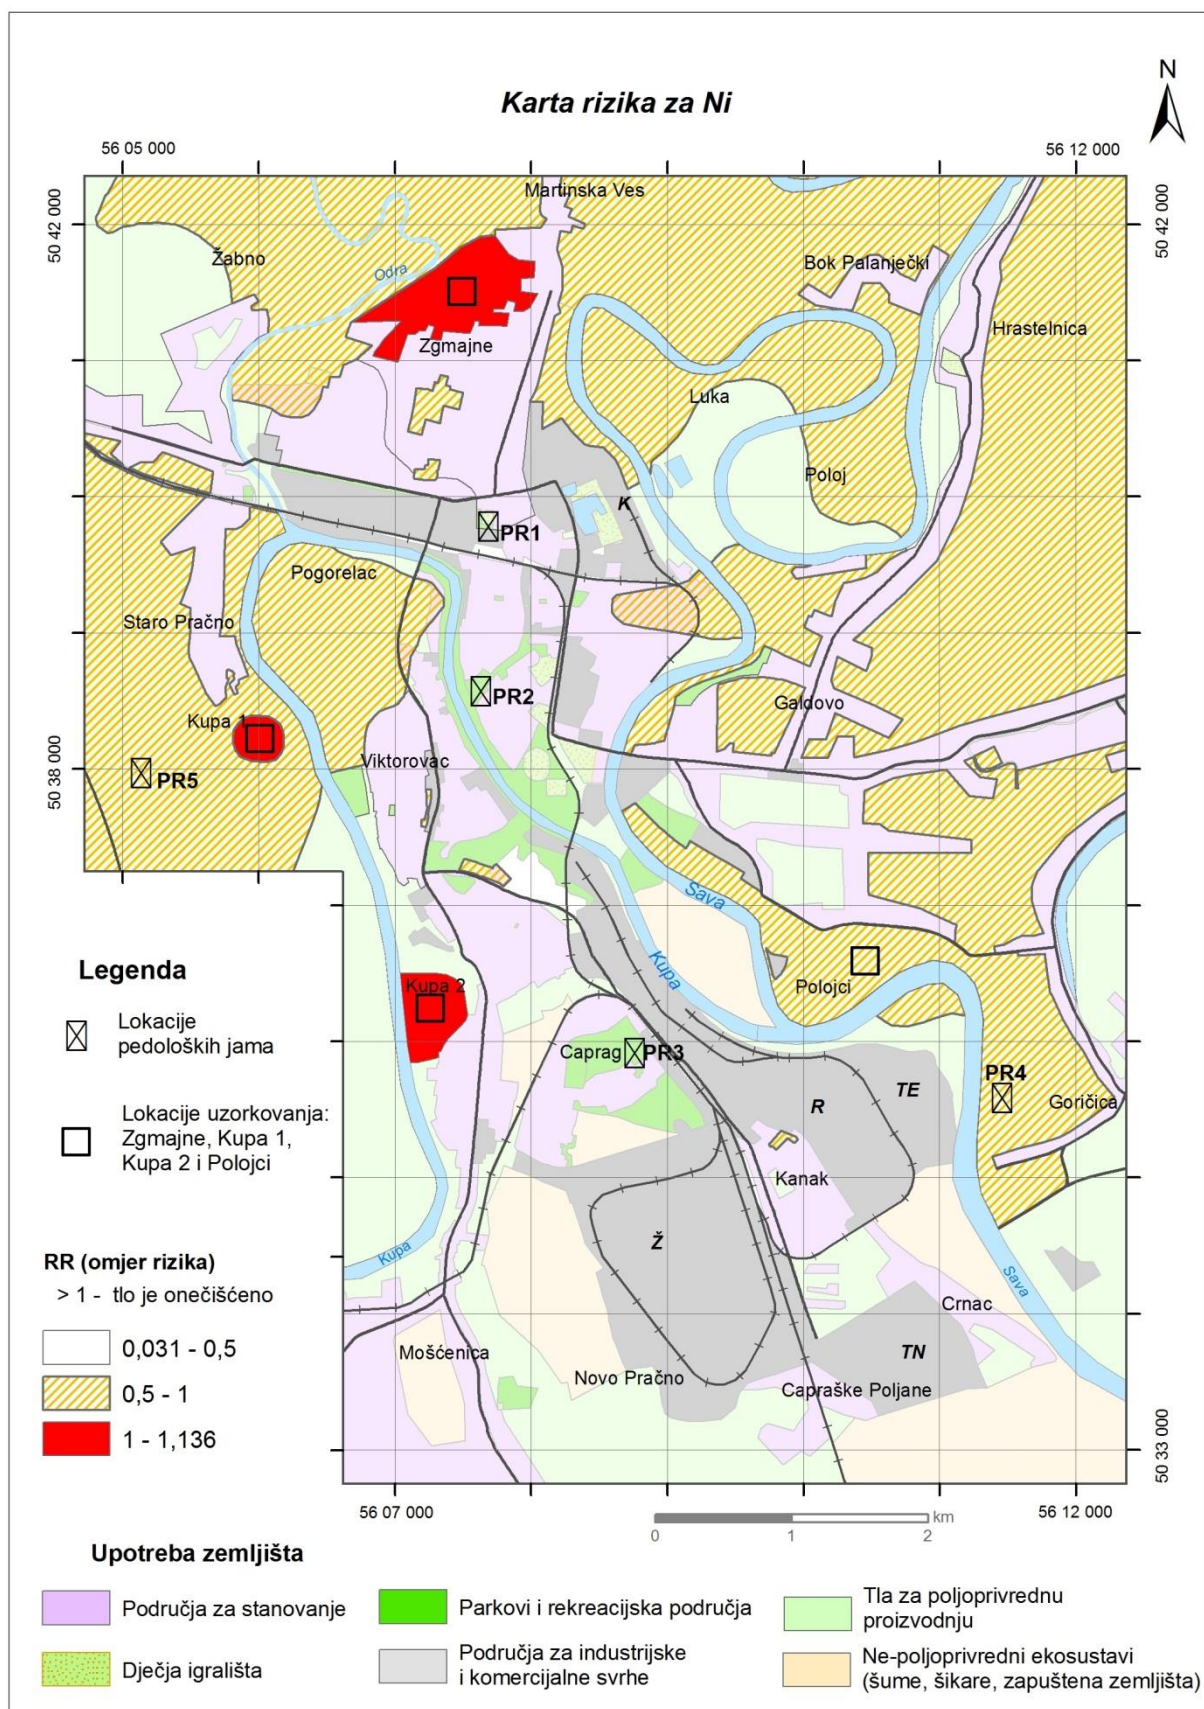 N
Karta rizika za Ni
56 05 000
56 12 000
50 42 000
50 42 000
Martinska Ves
Žabno
Odra
Bok Palanječki
Hrastelnica
Zgmajne
Luka
Poloj
K
PR1
Pogorelac
Staro Pračno
PR2
Galdovo
Kupa 1
Viktorovac
50 38 000
PR5
Sava
Kupa
Polojci
Legenda
Lokacije
pedoloških jama
Lokacije uzorkovanja:
Zgmajne, Kupa 1,
Kupa 2 i Polojci
Kupa 2
Caprag
PR3
PR4
R
TE
Goričica
Kanak
Ž
Kupa
Sava
Crnac
Mošćenica
Novo Pračno
TN
Capraške Poljane
RR (omjer rizika)
> 1 - tlo je onečišćeno
0,031 - 0,5
0,5 - 1
1 - 1,136
50 33 000
56 07 000
56 12 000
km
0 1 2
Upotreba zemljišta
Područja za stanovanje
Parkovi i rekreacijska područja
Tla za poljoprivrednu
proizvodnju
Dječja igrališta
Područja za industrijske
i komercijalne svrhe
Ne-poljoprivredni ekosustavi
(šume, šikare, zapuštena zemljišta)